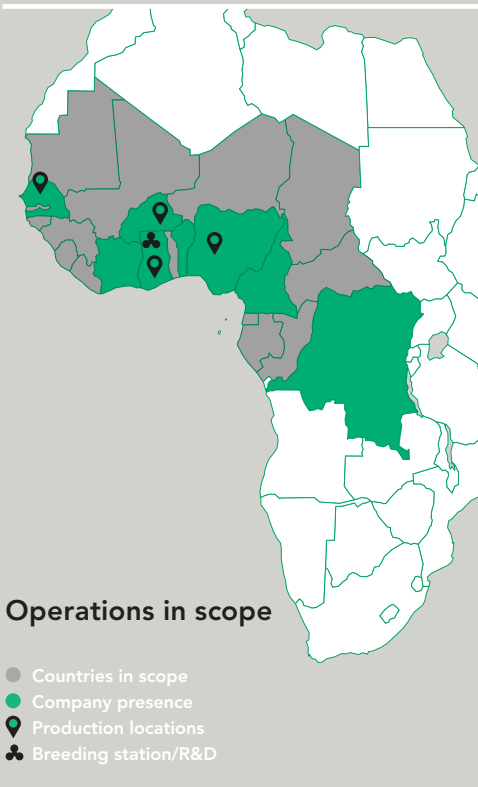 Operations in scope
Countries in scope
Company presence
Production locations
Breeding station/R&D